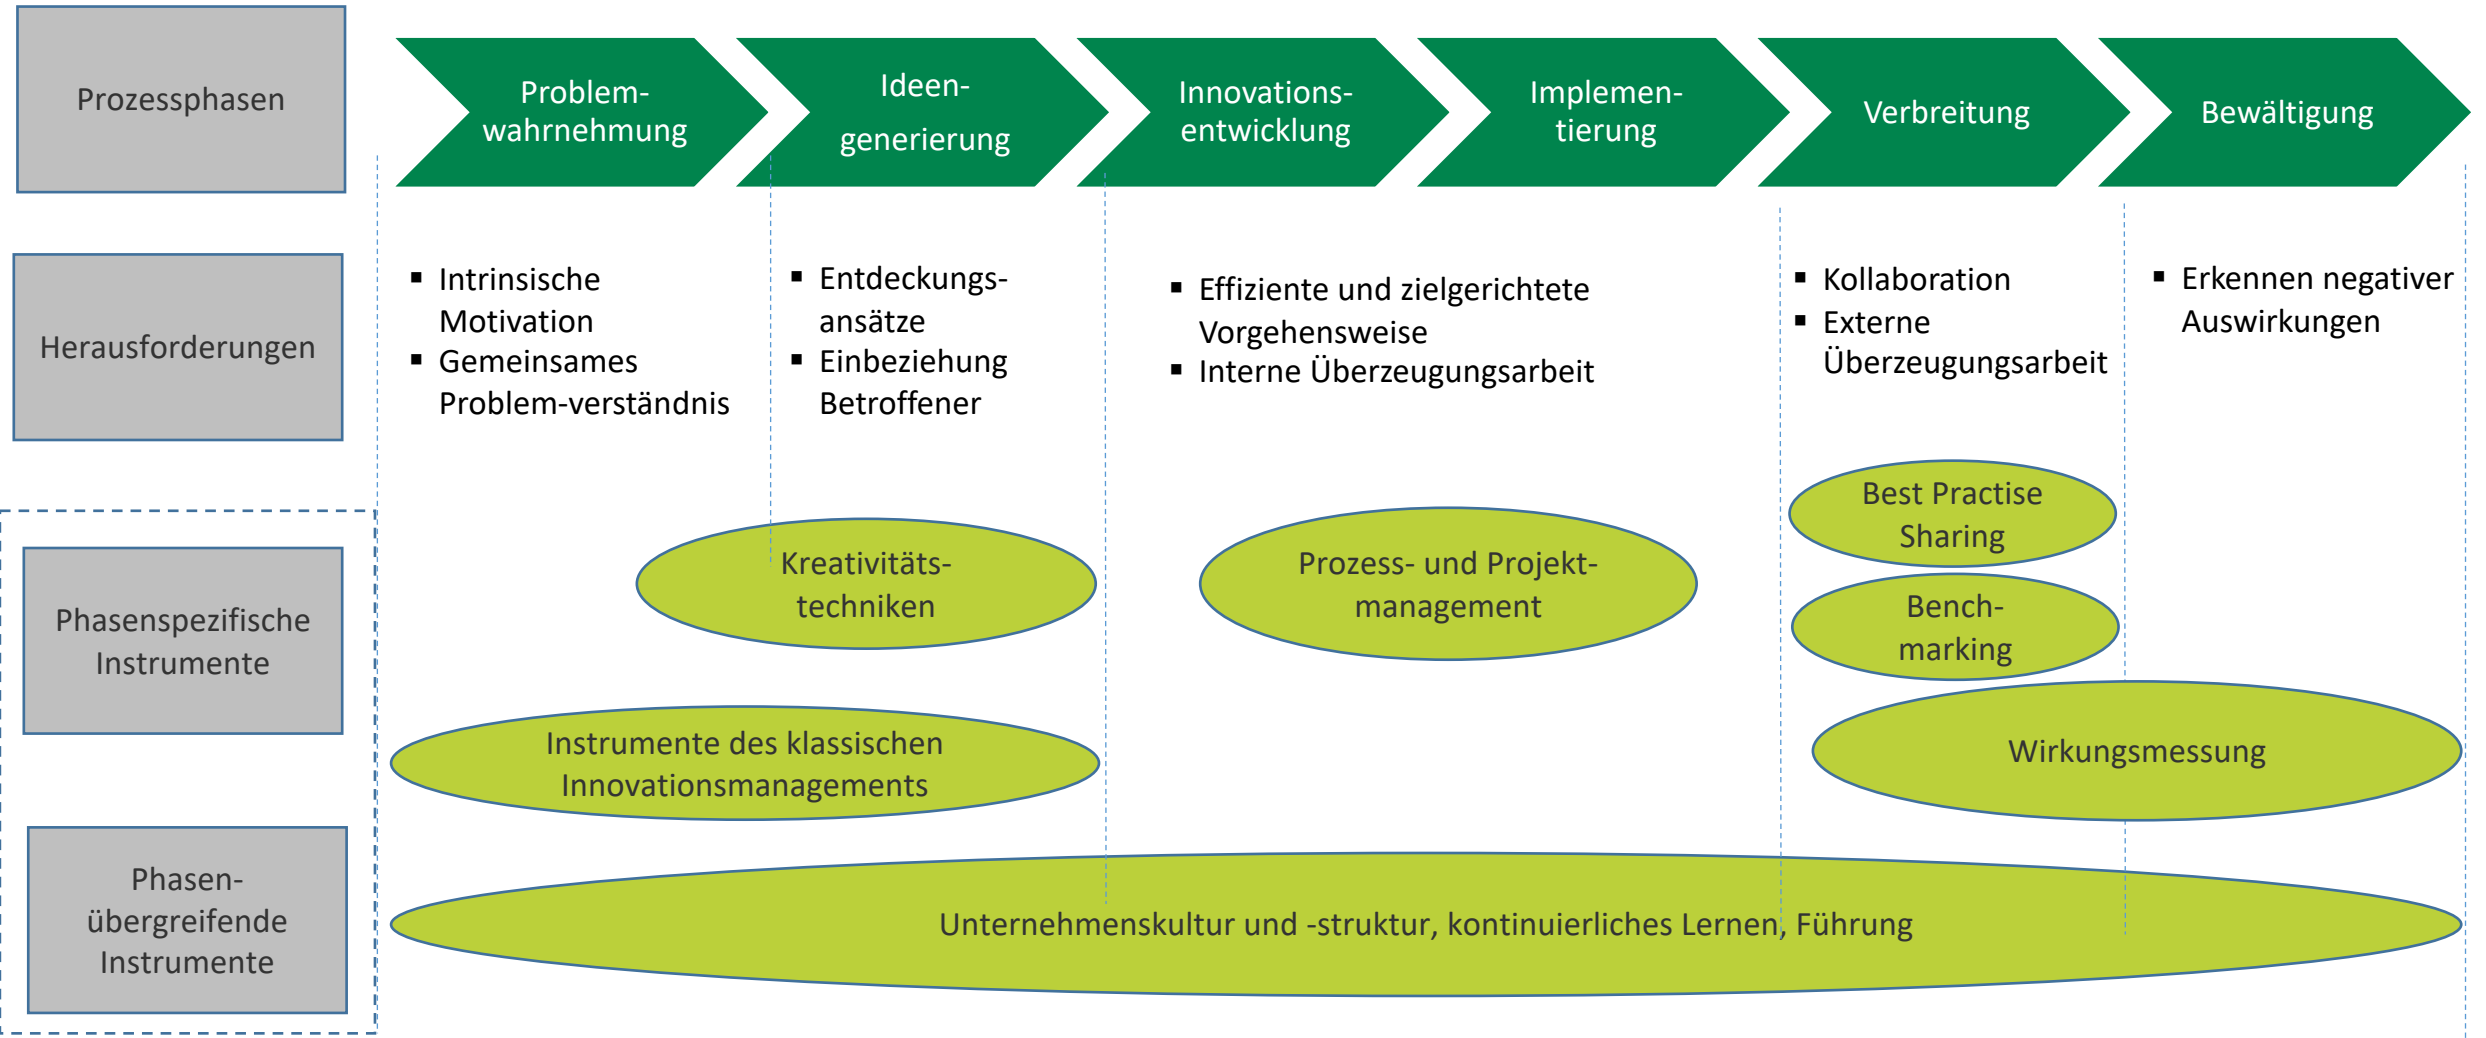 Prozessphasen
Problem-
wahrnehmung
Ideen-
generierung
Innovations-
entwicklung
Implemen-
tierung
Verbreitung
Bewältigung
Herausforderungen
▪ Intrinsische
Motivation
▪ Gemeinsames
Problem-verständnis
▪ Entdeckungs-
ansätze
▪ Einbeziehung
Betroffener
▪ Effiziente und zielgerichtete
Vorgehensweise
▪ Interne Überzeugungsarbeit
▪ Kollaboration
▪ Externe
Überzeugungsarbeit
▪ Erkennen negativer
Auswirkungen
Phasenspezifische
Instrumente
Kreativitäts-
techniken
Prozess- und Projekt-
management
Best Practise
Sharing
Bench-
marking
Instrumente des klassischen
Innovationsmanagements
Wirkungsmessung
Phasen-
übergreifende
Instrumente
Unternehmenskultur und -struktur, kontinuierliches Lernen, Führung